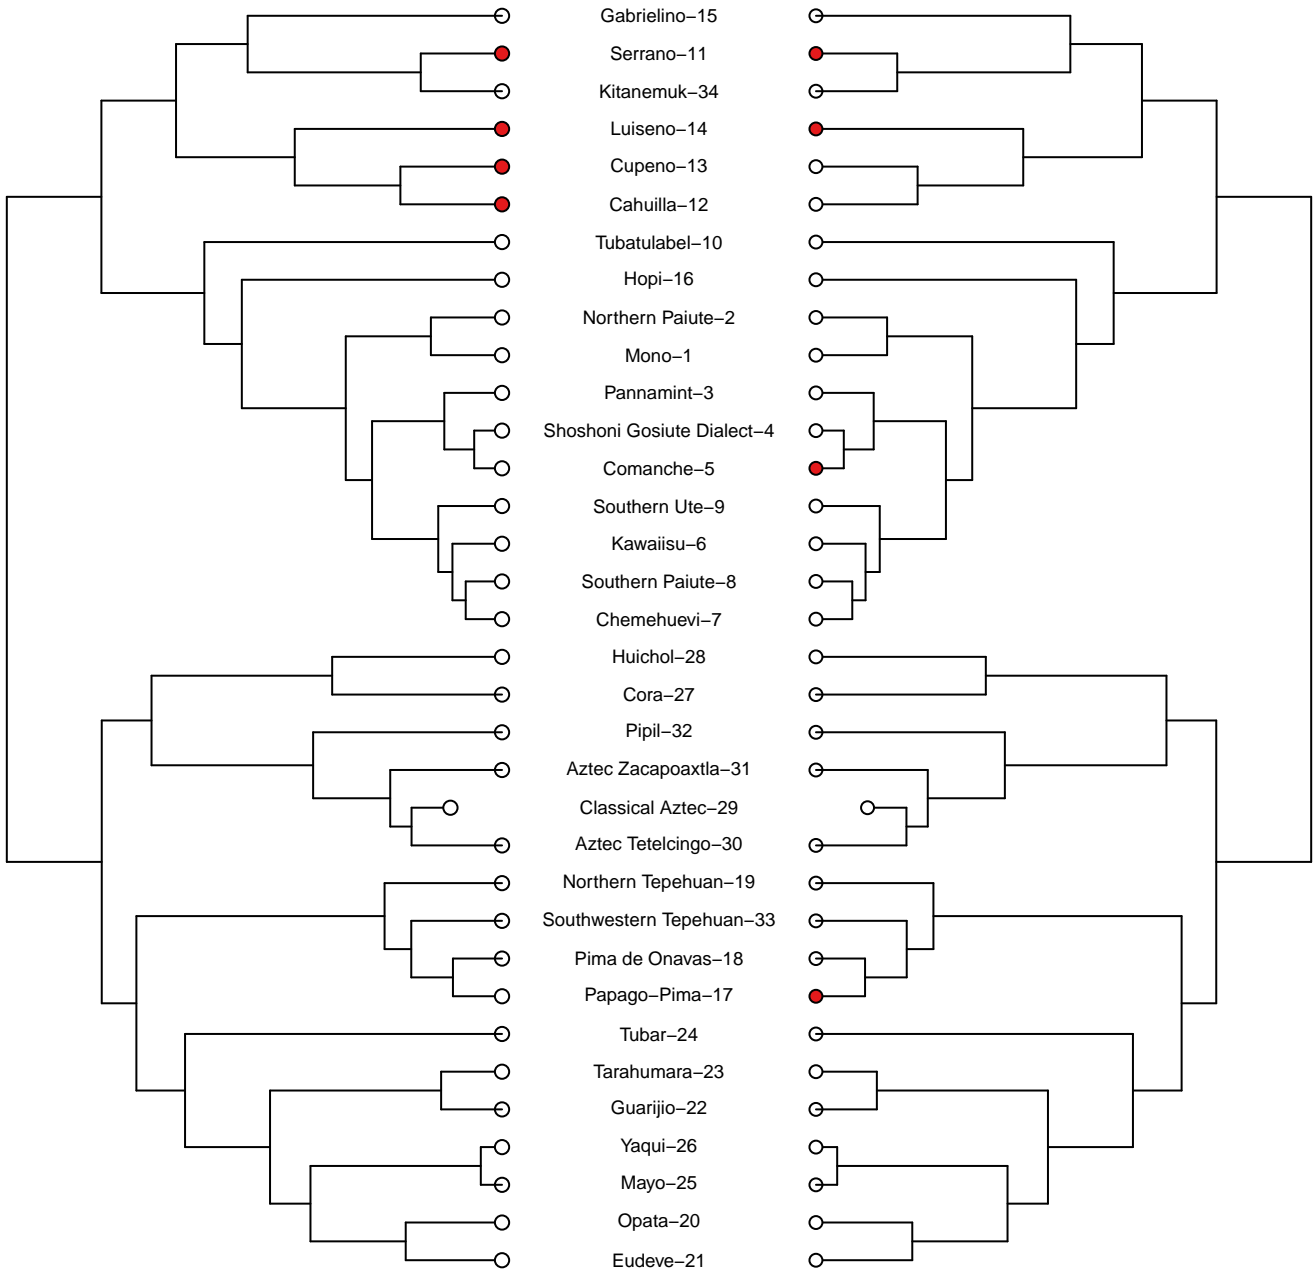 Gabrielino−15
Serrano−11
Kitanemuk−34
Luiseno−14
Cupeno−13
Cahuilla−12
Tubatulabel−10
Hopi−16
Northern Paiute−2
Mono−1
Pannamint−3
Shoshoni Gosiute Dialect−4
Comanche−5
Southern Ute−9
Kawaiisu−6
Southern Paiute−8
Chemehuevi−7
Huichol−28
Cora−27
Pipil−32
Aztec Zacapoaxtla−31
Classical Aztec−29
Aztec Tetelcingo−30
Northern Tepehuan−19
Southwestern Tepehuan−33
Pima de Onavas−18
Papago−Pima−17
Tubar−24
Tarahumara−23
Guarijio−22
Yaqui−26
Mayo−25
Opata−20
Eudeve−21